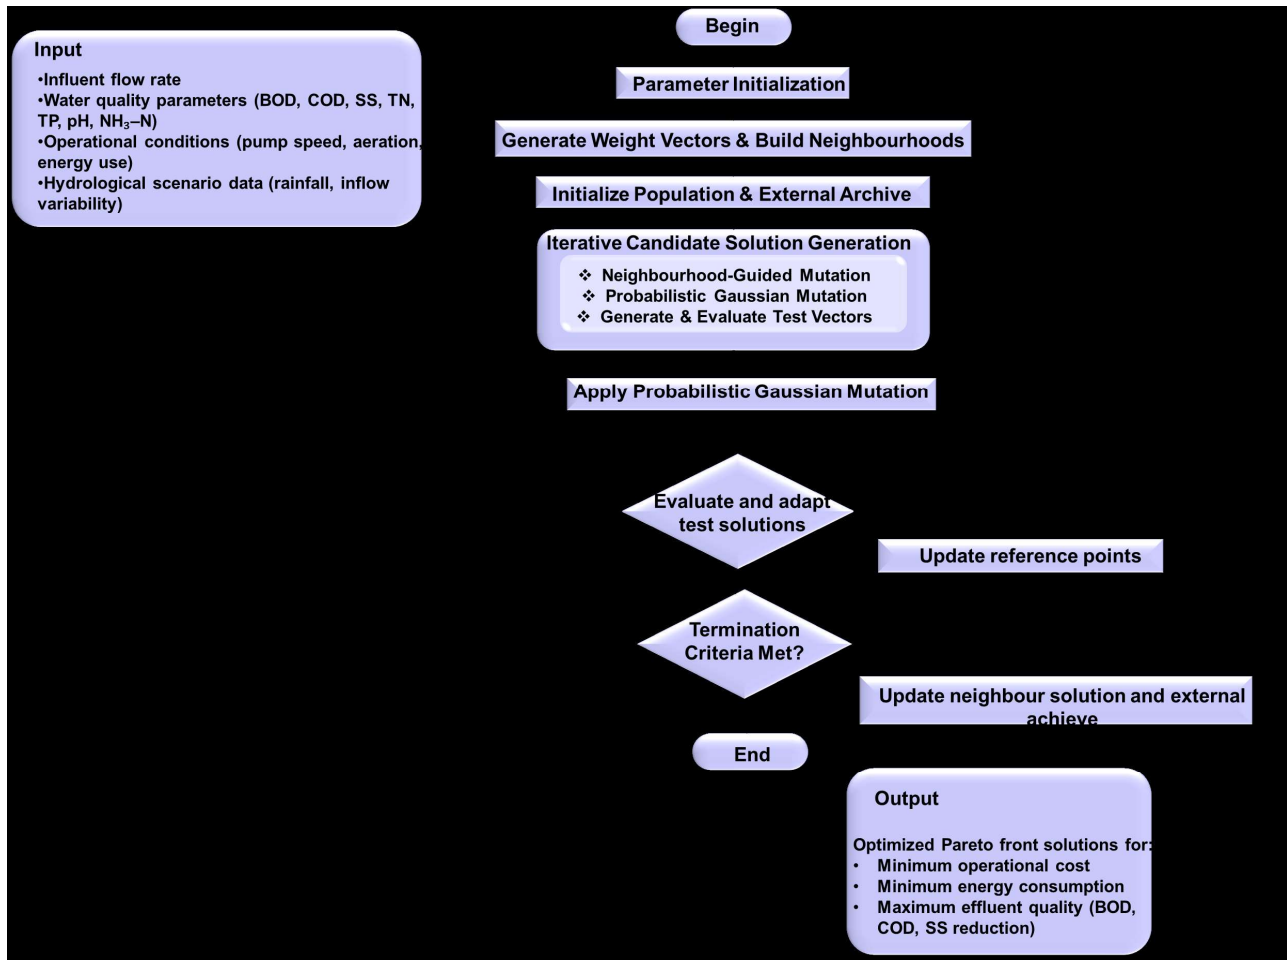 Begin
Input
•Influent flow rate
•Water quality parameters (BOD, COD, SS, TN,
TP, pH, NH₃–N)
•Operational conditions (pump speed, aeration,
energy use)
•Hydrological scenario data (rainfall, inflow
variability)
Parameter Initialization
Generate Weight Vectors & Build Neighbourhoods
Initialize Population & External Archive
Iterative Candidate Solution Generation
❖ Neighbourhood-Guided Mutation
❖ Probabilistic Gaussian Mutation
❖ Generate & Evaluate Test Vectors
Apply Probabilistic Gaussian Mutation
Evaluate and adapt
test solutions
Update reference points
Termination
Criteria Met?
Update neighbour solution and external
achieve
End
Output
Optimized Pareto front solutions for:
• Minimum operational cost
• Minimum energy consumption
• Maximum effluent quality (BOD,
COD, SS reduction)